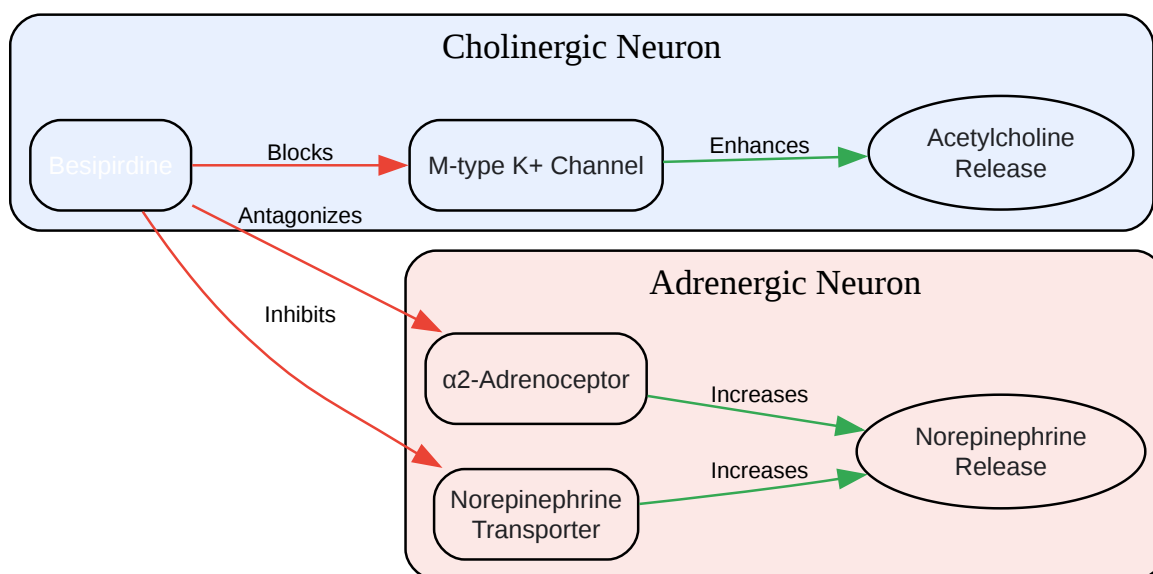 Cholinergic Neuron
Besipirdine
Blocks
M-type K+ Channel
Enhances
Acetylcholine
Release
Antagonizes
Inhibits
Adrenergic Neuron
α2-Adrenoceptor
Increases
Norepinephrine
Release
Increases
Norepinephrine
Transporter